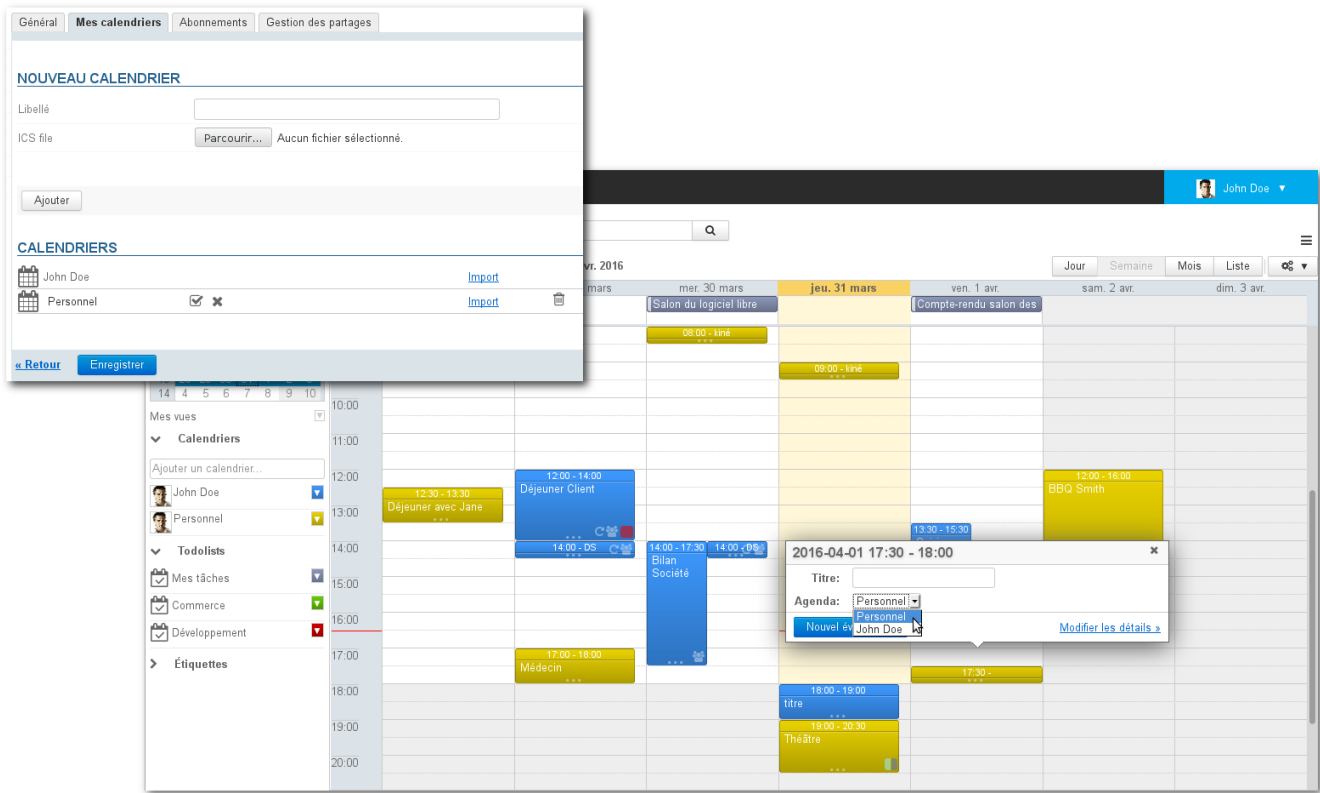 Général Mes calendriers Abonnements Gestion des partages
NOUVEAU CALENDRIER
Libellé
ICS file Parcourir... Aucun fichier sélectionné.
Ajouter
CALENDRIERS
John Doe Import
Personnel Import
« Retour Enregistrer
John Doe
vr. 2016
Jour Semaine Mois Liste
mars mer. 30 mars jeu. 31 mars ven. 1 avr. sam. 2 avr. dim. 3 avr.
Salon du logiciel libre Compte-rendu salon des
08:00 - kiné
09:00 - kiné
14 4 5 6 7 8 9 10
Mes vues
Calendriers
Ajouter un calendrier...
John Doe
Personnel
Todolists
Mes tâches
Commerce
Développement
Étiquettes
10:00
11:00
12:00
13:00
14:00
15:00
16:00
17:00
18:00
19:00
20:00
12:30 - 13:30
Déjeuner avec Jane
12:00 - 14:00
Déjeuner Client
14:00 - DS
17:00 - 18:00
Médecin
14:00 - 17:30
Bilan
Société
14:00 - DS
18:00 - 19:00
titre
19:00 - 20:30
Théâtre
13:30 - 15:30
17:30 -
12:00 - 16:00
BBQ Smith
2016-04-01 17:30 - 18:00
Titre:
Agenda: Personnel
Personnel
John Doe
Nouvel év
Modifier les détails »